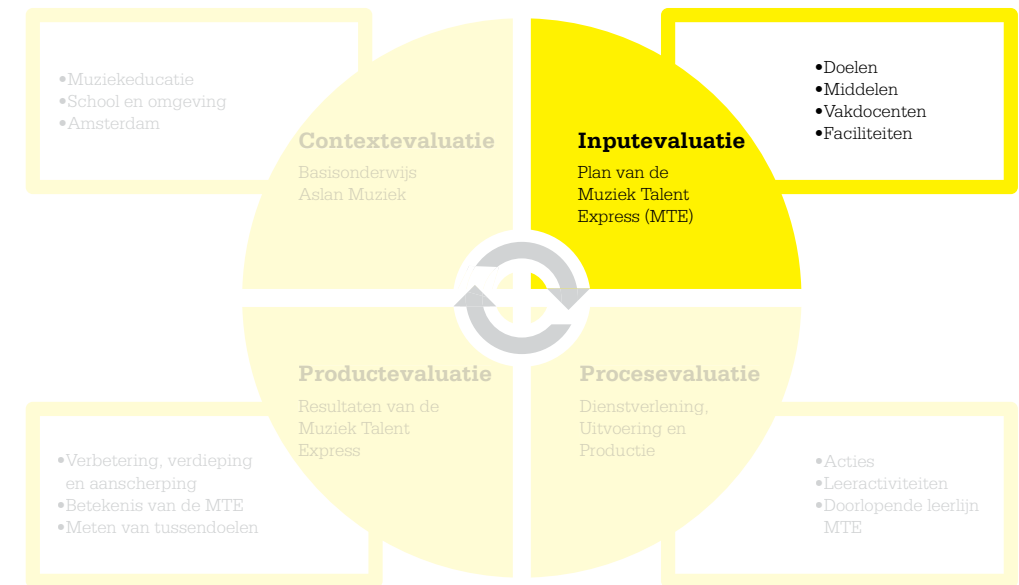 •Muziekeducatie
•School en omgeving
•Amsterdam
Contextevaluatie
Basisonderwijs
Aslan Muziek
Inputevaluatie
Plan van de
Muziek Talent
Express (MTE)
•Doelen
•Middelen
•Vakdocenten
•Faciliteiten
Productevaluatie
Resultaten van de
Muziek Talent
Express
•Verbetering, verdieping
en aanscherping
•Betekenis van de MTE
•Meten van tussendoelen
Procesevaluatie
Dienstverlening,
Uitvoering en
Productie
•Acties
•Leeractiviteiten
•Doorlopende leerlijn
MTE